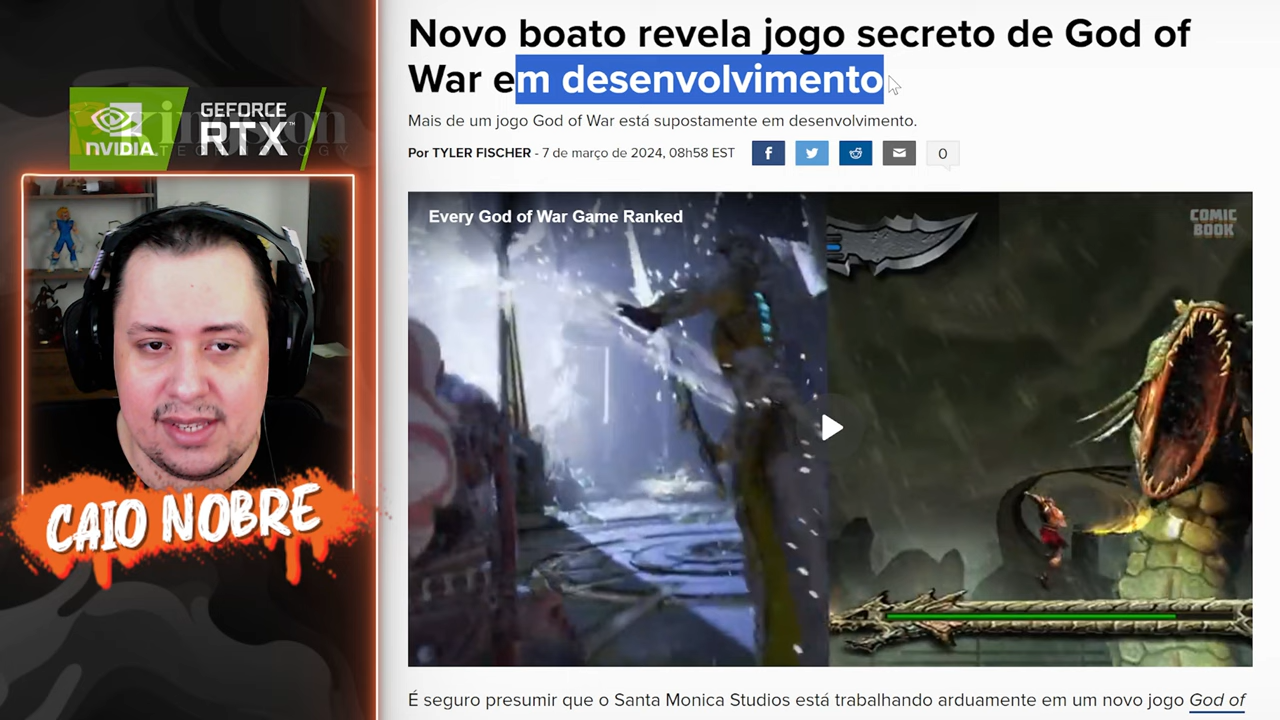 Novo boato revela jogo secreto de God of
War em desenvolvimento
Mais de um jogo God of War está supostamente em desenvolvimento.
Por TYLER FISCHER - 7 de março de 2024, 08h58 EST
0
Every God of War Game Ranked
COMIC
BOOK
É seguro presumir que o Santa Monica Studios está trabalhando arduamente em um novo jogo God of
NVIDIA.
GEFORCE
RTX™
Kingston
TECHNOLOGY
CAIO NOBRE